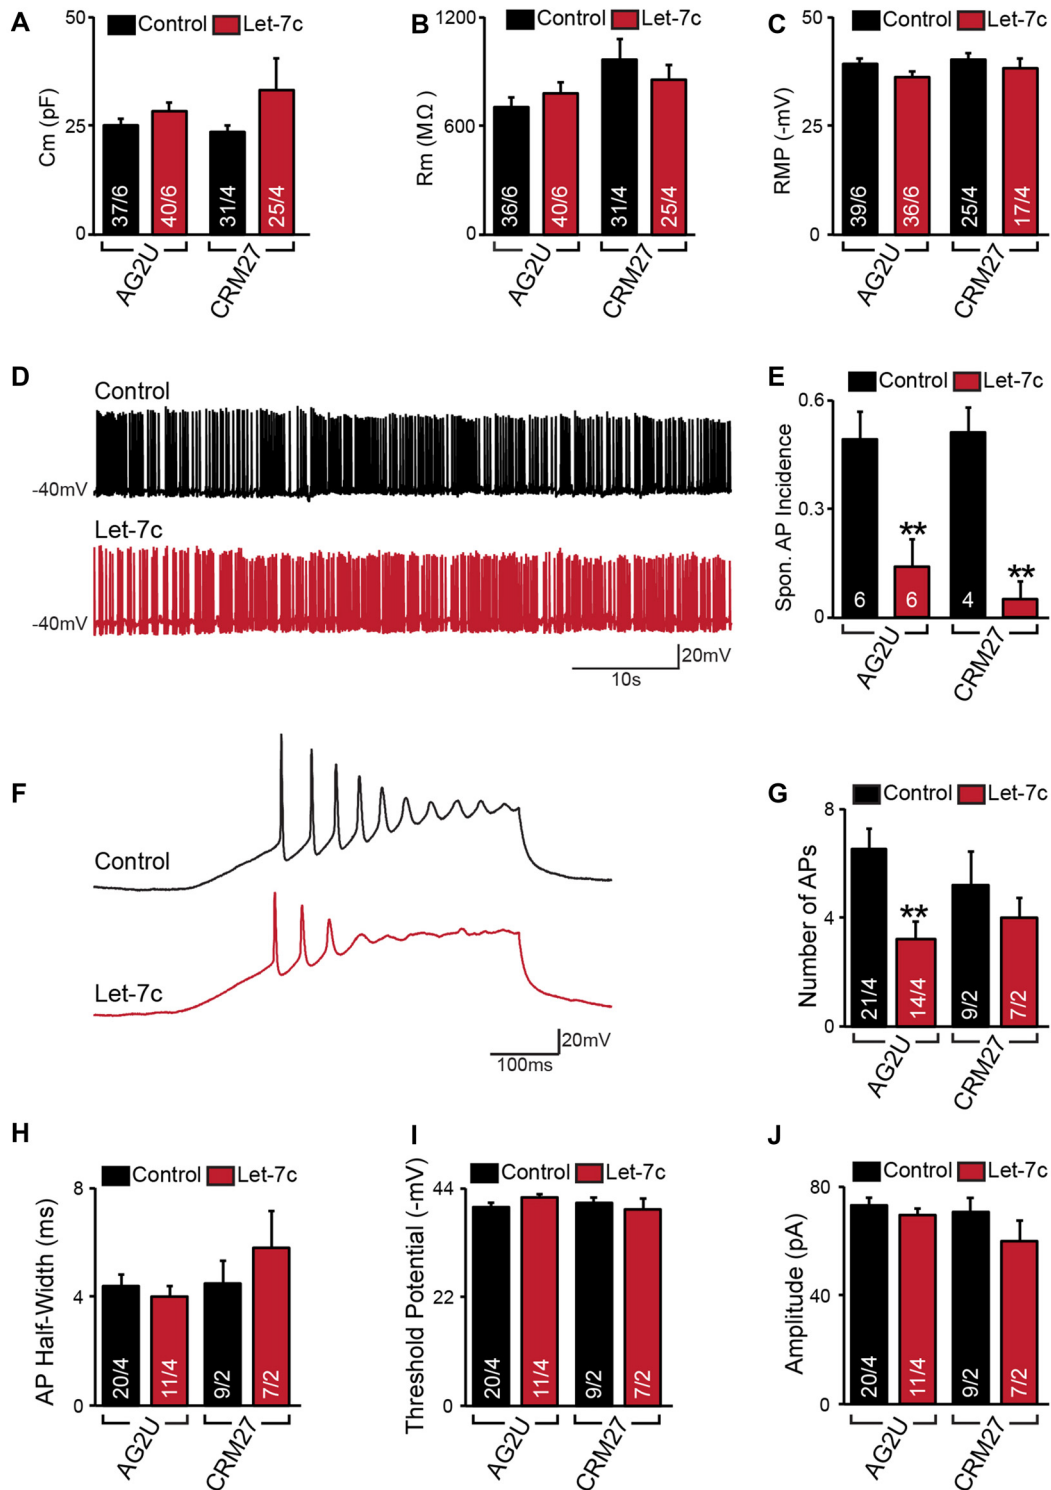 A
Control Let-7c
50
25
0
Cm (pF)
37/6
40/6
31/4
25/4
AG2U
CRM27
B
Control Let-7c
1200
600
0
Rm (MΩ)
36/6
40/6
31/4
25/4
AG2U
CRM27
C
Control Let-7c
50
25
0
RMP (-mV)
39/6
36/6
25/4
17/4
AG2U
CRM27
D
Control
-40mV
Let-7c
-40mV
20mV
10s
E
Control Let-7c
0.6
0.3
0
Spon. AP Incidence
**
**
6
6
4
AG2U
CRM27
F
Control
Let-7c
20mV
100ms
G
Control Let-7c
8
4
0
Number of APs
**
21/4
14/4
9/2
7/2
AG2U
CRM27
H
Control Let-7c
8
4
0
AP Half-Width (ms)
20/4
11/4
9/2
7/2
AG2U
CRM27
I
Control Let-7c
44
22
0
Threshold Potential (-mV)
20/4
11/4
9/2
7/2
AG2U
CRM27
J
Control Let-7c
80
40
0
Amplitude (pA)
20/4
11/4
9/2
7/2
AG2U
CRM27